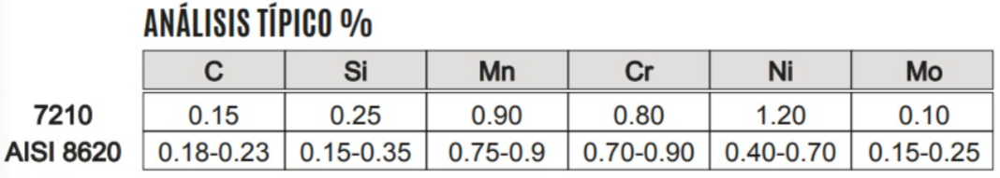 ANÁLISIS TÍPICO %
C Si Mn Cr Ni Mo
7210 0.15 0.25 0.90 0.80 1.20 0.10
AISI 8620 0.18-0.23 0.15-0.35 0.75-0.9 0.70-0.90 0.40-0.70 0.15-0.25